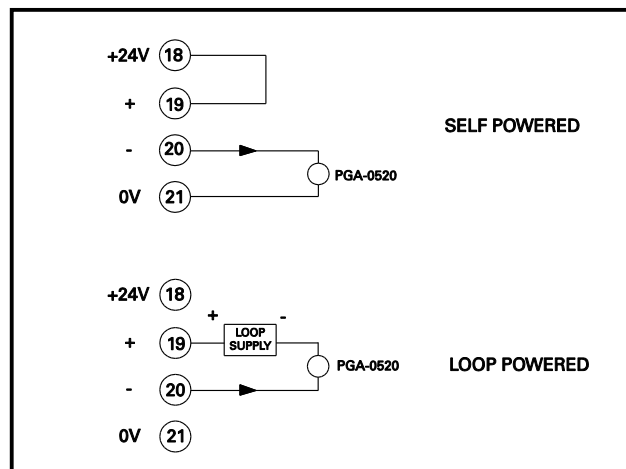 +24V 18
+ 19
SELF POWERED
- 20
PGA-0520
0V 21
+24V 18
+ -
+ 19 LOOP
SUPPLY
PGA-0520 LOOP POWERED
- 20
0V 21